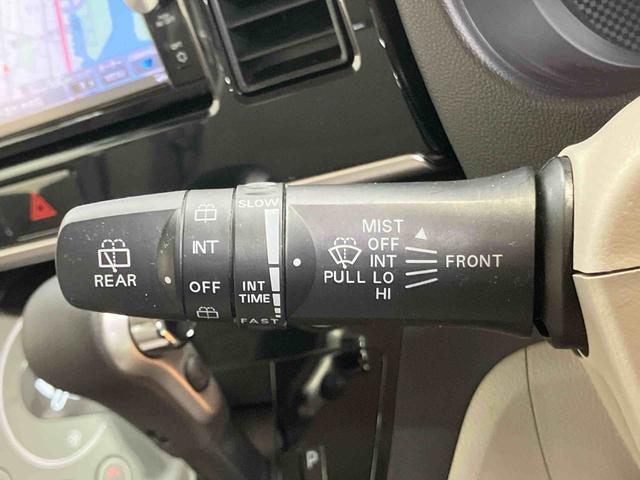 REAR
INT
OFF
SLOW
INT
TIME
FAST
PULL
MIST
OFF
INT
LO
HI
FRONT
P